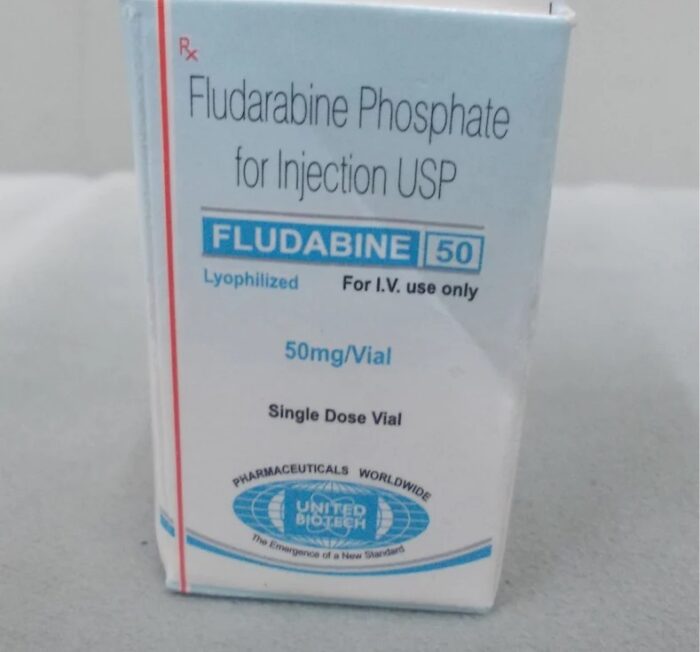 Rx
Fludarabine Phosphate
for Injection USP
FLUDABINE 50
Lyophilized For I.V. use only
50mg/Vial
Single Dose Vial
PHARMACEUTICALS WORLDWIDE
UNITED
BIOTECH
The Emergence of a New Standard